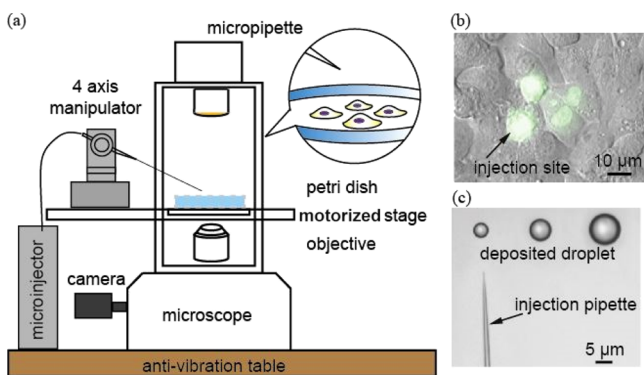 (a)
micropipette
4 axis
manipulator
petri dish
motorized stage
objective
microinjector
camera
microscope
anti-vibration table
(b)
injection site
10 μm
(c)
deposited droplet
injection pipette
5 μm